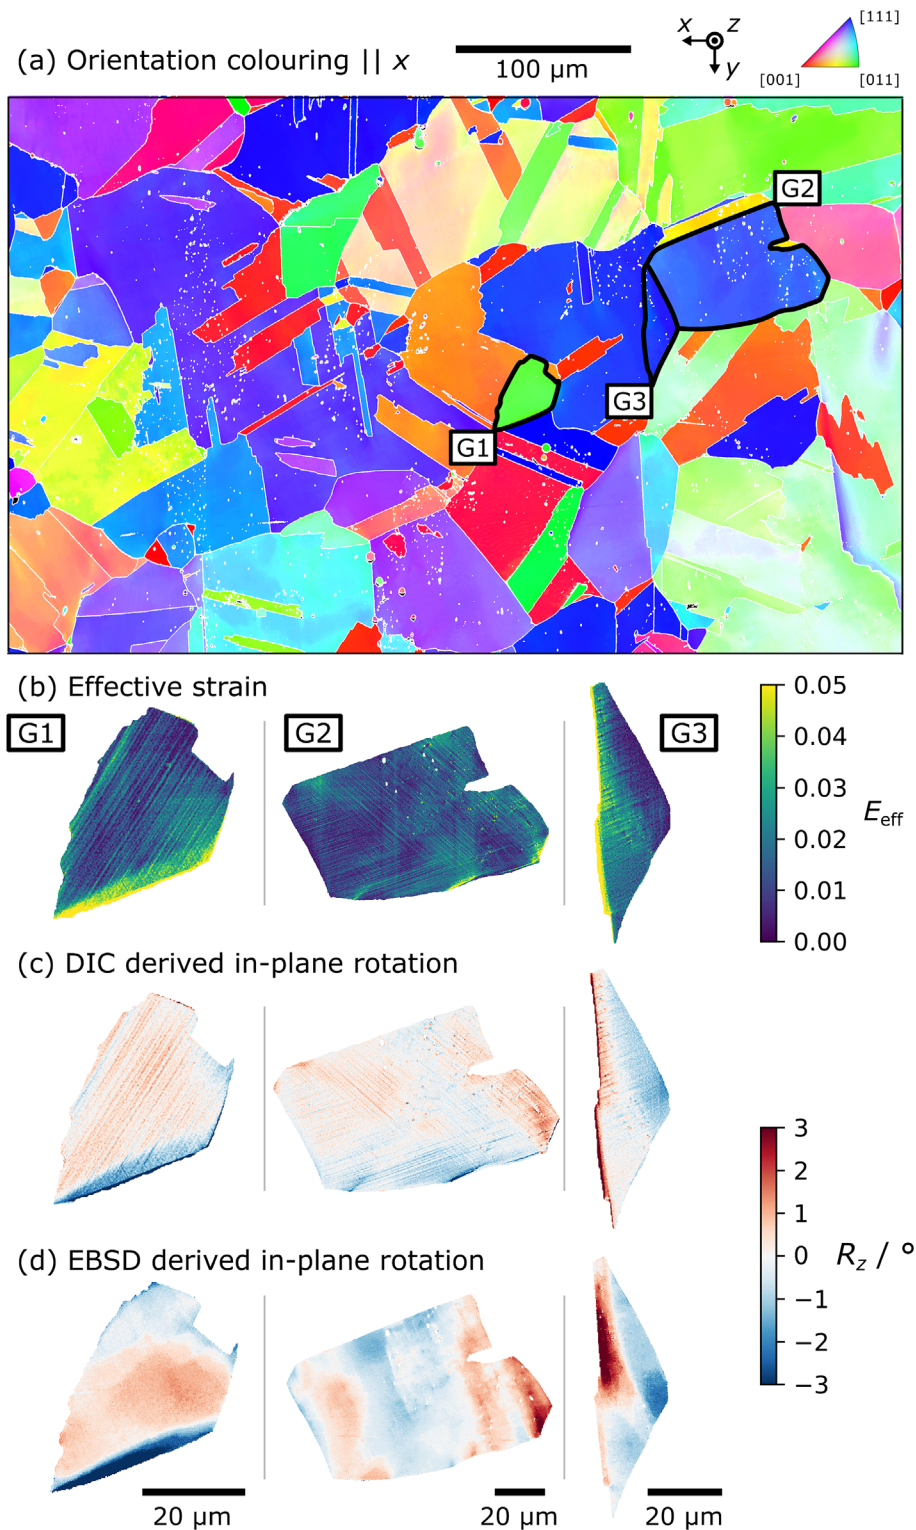 (a) Orientation colouring || x
100 μm
x
z
y
[111]
[001]
[011]
G2
G3
G1
(b) Effective strain
G1
G2
G3
0.05
0.04
0.03
0.02
0.01
0.00
Eeff
(c) DIC derived in-plane rotation
(d) EBSD derived in-plane rotation
3
2
1
0
−1
−2
−3
Rz / °
20 μm
20 μm
20 μm